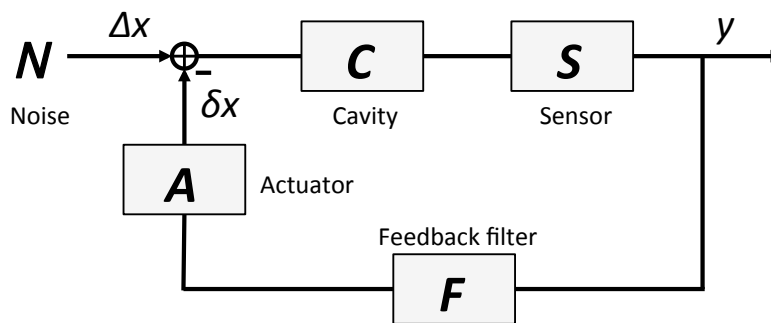 Δx
y
N
C
S
-
Noise
δx
Cavity
Sensor
A
Actuator
Feedback filter
F